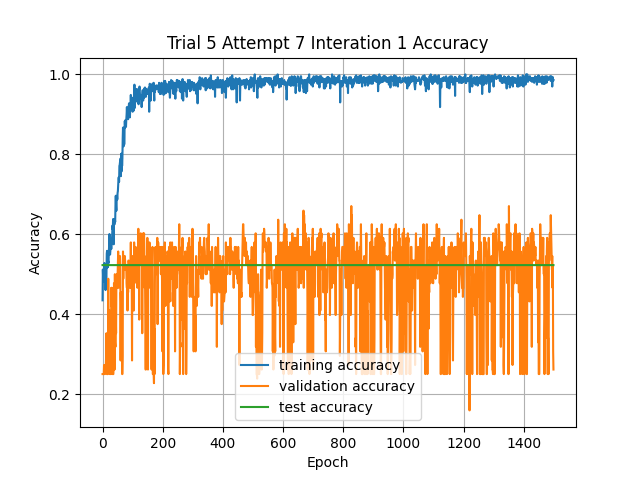 Trial 5 Attempt 7 Interation 1 Accuracy
1.0
0.8
0.6
0.4
0.2
Accuracy
training accuracy
validation accuracy
test accuracy
0 200 400 600 800 1000 1200 1400
Epoch